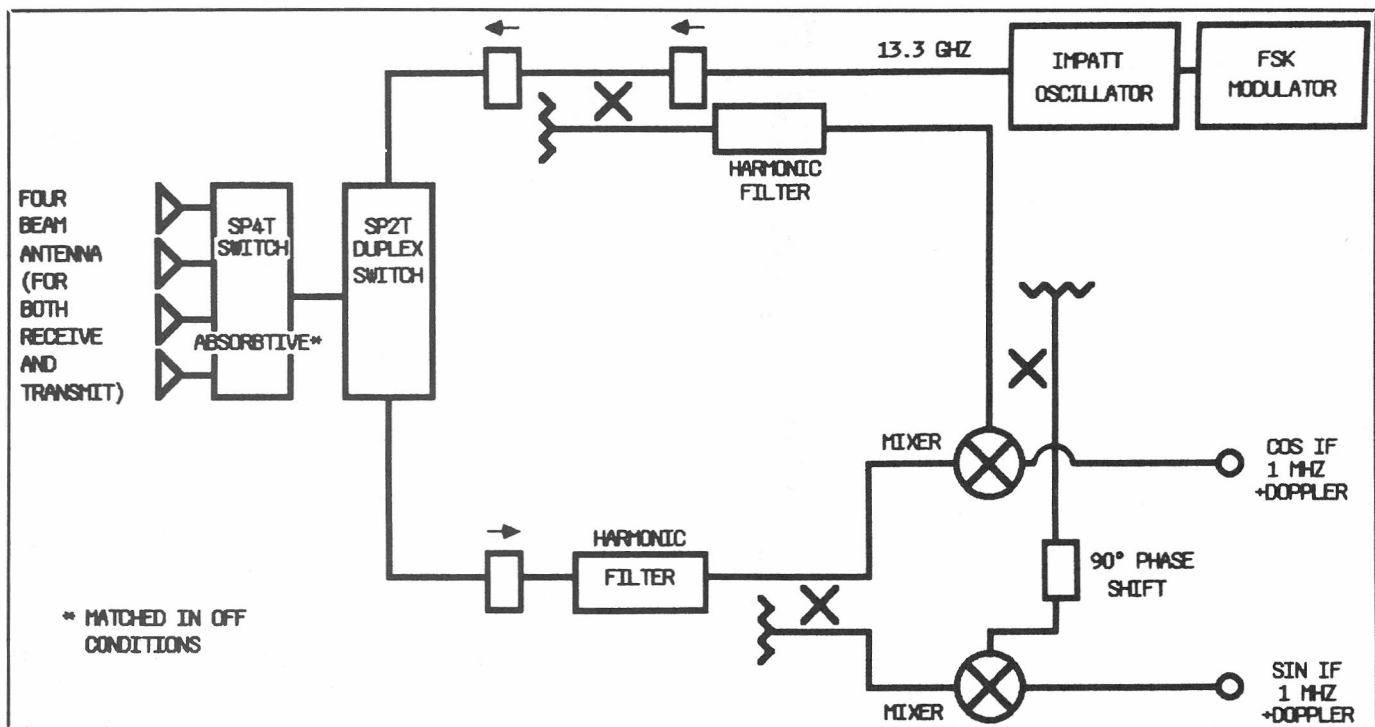 13.3 GHZ
IMPATT
OSCILLATOR
FSK
MODULATOR
HARMONIC
FILTER
FOUR
BEAM
ANTENNA
(FOR
BOTH
RECEIVE
AND
TRANSMIT)
SP4T
SWITCH
ABSORBTIVE*
SP2T
DUPLEX
SWITCH
MIXER
COS IF
1 MHZ
+DOPPLER
HARMONIC
FILTER
90° PHASE
SHIFT
* MATCHED IN OFF
CONDITIONS
MIXER
SIN IF
1 MHZ
+DOPPLER